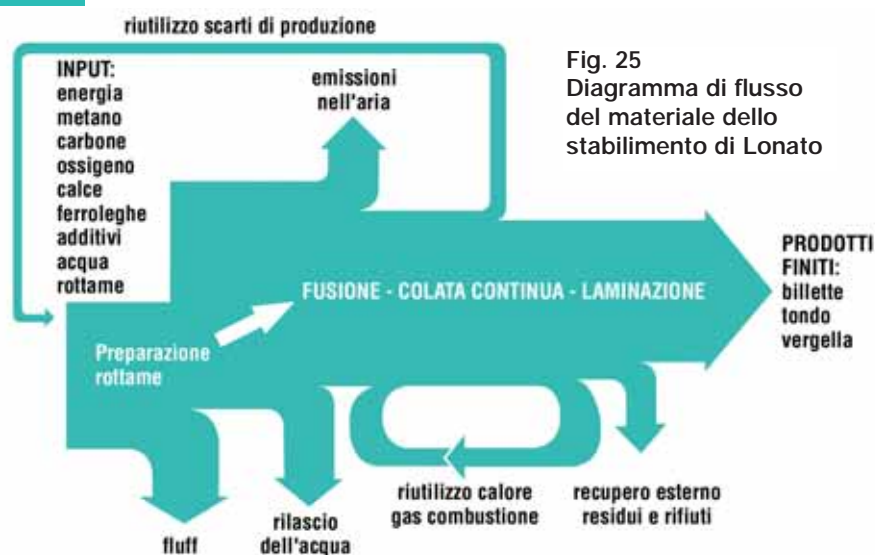 riutilizzo scarti di produzione
INPUT:
energia
metano
carbone
ossigeno
calce
ferroleghe
additivi
acqua
rottame
emissioni
nell'aria
Fig. 25
Diagramma di flusso
del materiale dello
stabilimento di Lonato
PRODOTTI
FINITI:
billette
tondo
vergella
FUSIONE - COLATA CONTINUA - LAMINAZIONE
Preparazione
rottame
fluff
rilascio
dell'acqua
riutilizzo calore
gas combustione
recupero esterno
residui e rifiuti